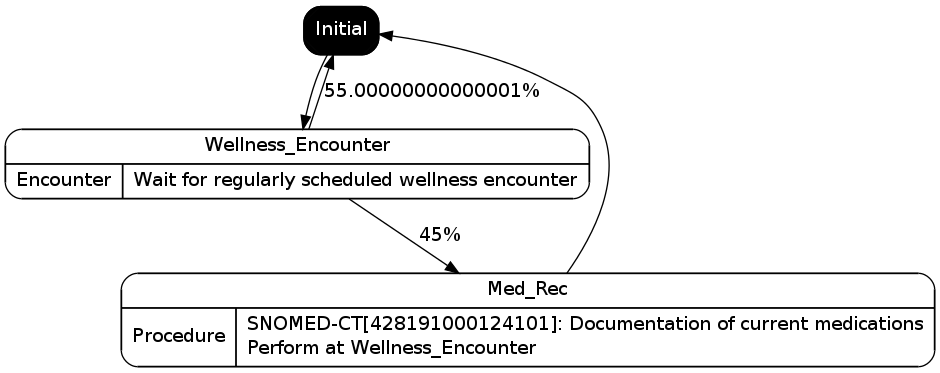 Initial
55.00000000000001%
Wellness_Encounter
Encounter Wait for regularly scheduled wellness encounter
45%
Med_Rec
Procedure
SNOMED-CT[428191000124101]: Documentation of current medications
Perform at Wellness_Encounter